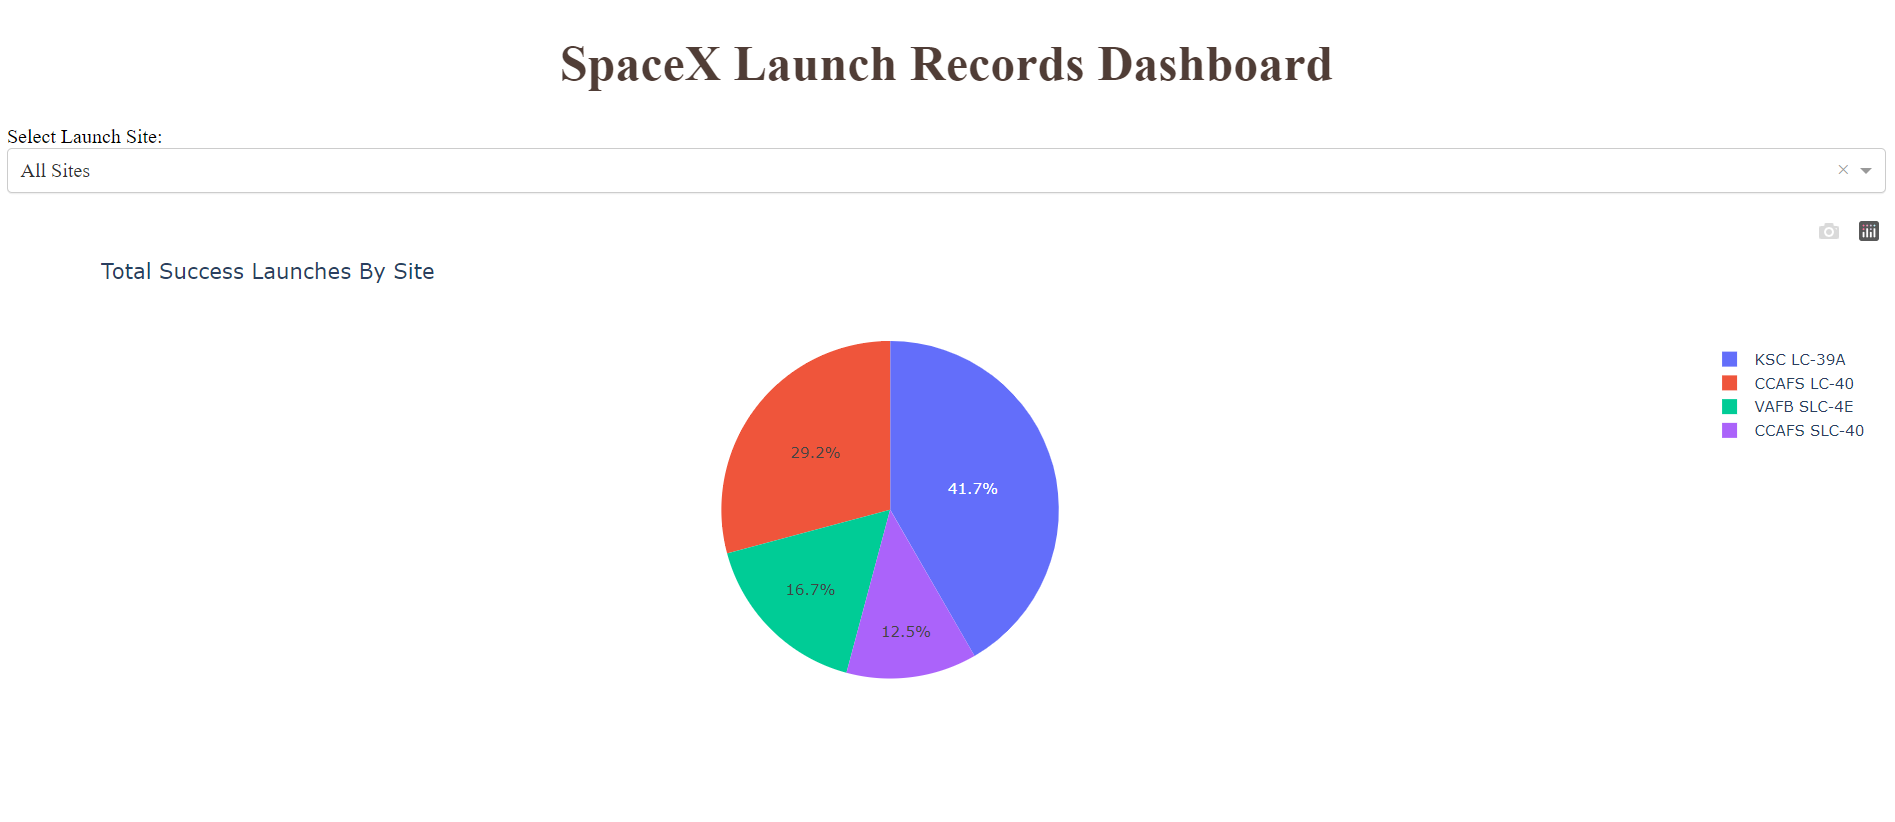 SpaceX Launch Records Dashboard
Select Launch Site:
All Sites
Total Success Launches By Site
KSC LC-39A
CCAFS LC-40
VAFB SLC-4E
CCAFS SLC-40
29.2%
41.7%
16.7%
12.5%